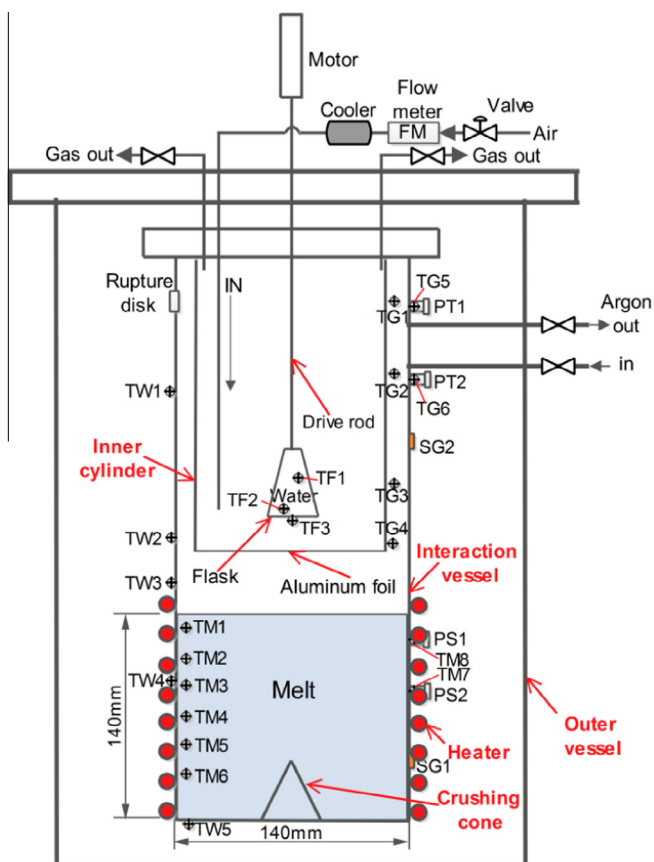 Motor
Flow
meter
Valve
Cooler
FM
Air
Gas out
Gas out
Rupture
disk
IN
TG5
TG1
PT1
Argon
out
in
TW1
TG2
PT2
TG6
Drive rod
SG2
Inner
cylinder
TF1
Water
TF2
TF3
TG3
TG4
TW2
Flask
Aluminum foil
Interaction
vessel
TW3
TM1
PS1
TM8
TM2
TM7
TW4
TM3
Melt
PS2
140mm
TM4
Outer
vessel
TM5
Heater
SG1
TM6
Crushing
cone
TW5
140mm